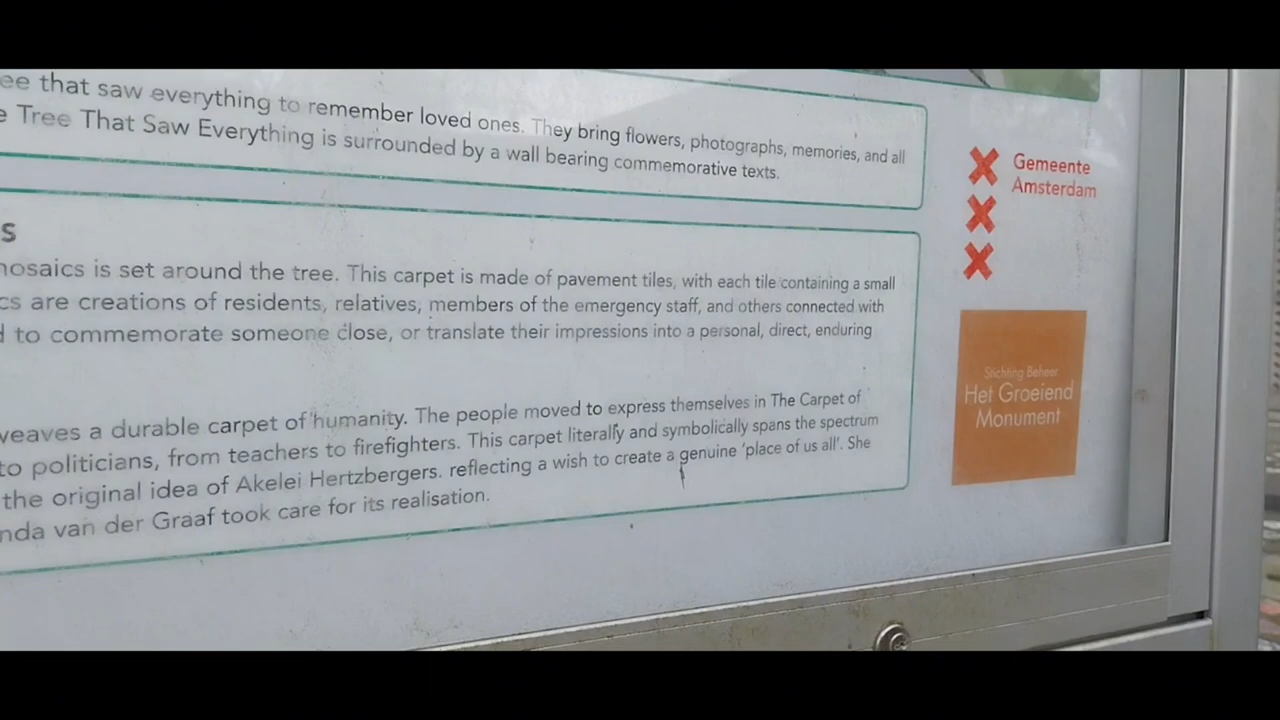 that saw everything to remember loved ones. They bring flowers, photographs, memories, and all
Tree That Saw Everything is surrounded by a wall bearing commemorative texts.
is set around the tree. This carpet is made of pavement tiles, with each tile containing a small
are creations of residents, relatives, members of the emergency staff, and others connected with
to commemorate someone close, or translate their impressions into a personal, direct, enduring
weaves a durable carpet of humanity. The people moved to express themselves in The Carpet of
to politicians, from teachers to firefighters. This carpet literally and symbolically spans the spectrum
the original idea of Akelei Hertzbergers. reflecting a wish to create a genuine 'place of us all'. She
van der Graaf took care for its realisation.
Gemeente
Amsterdam
Stichting Beheer
Het Groeiend
Monument